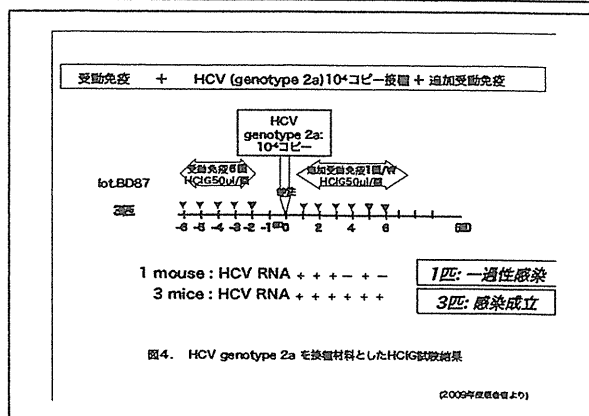 受動免疫 + HCV (genotype 2a)10⁴コピー接種 + 追加受動免疫
HCV
genotype 2a:
10⁴コピー
受動免疫6回
HCIG50ul/回
追加受動免疫1回/W
HCIG50ul/回
lot.BD87
3匹
-6 -5 -4 -3 -2 -1 0 2 3 4 5 6
1 mouse : HCV RNA + + + − + −
1匹: 一過性感染
3 mice : HCV RNA + + + + + +
3匹: 感染成立
図4. HCV genotype 2a を接種材料としたHCIG試験結果
(2009年度報告書より)